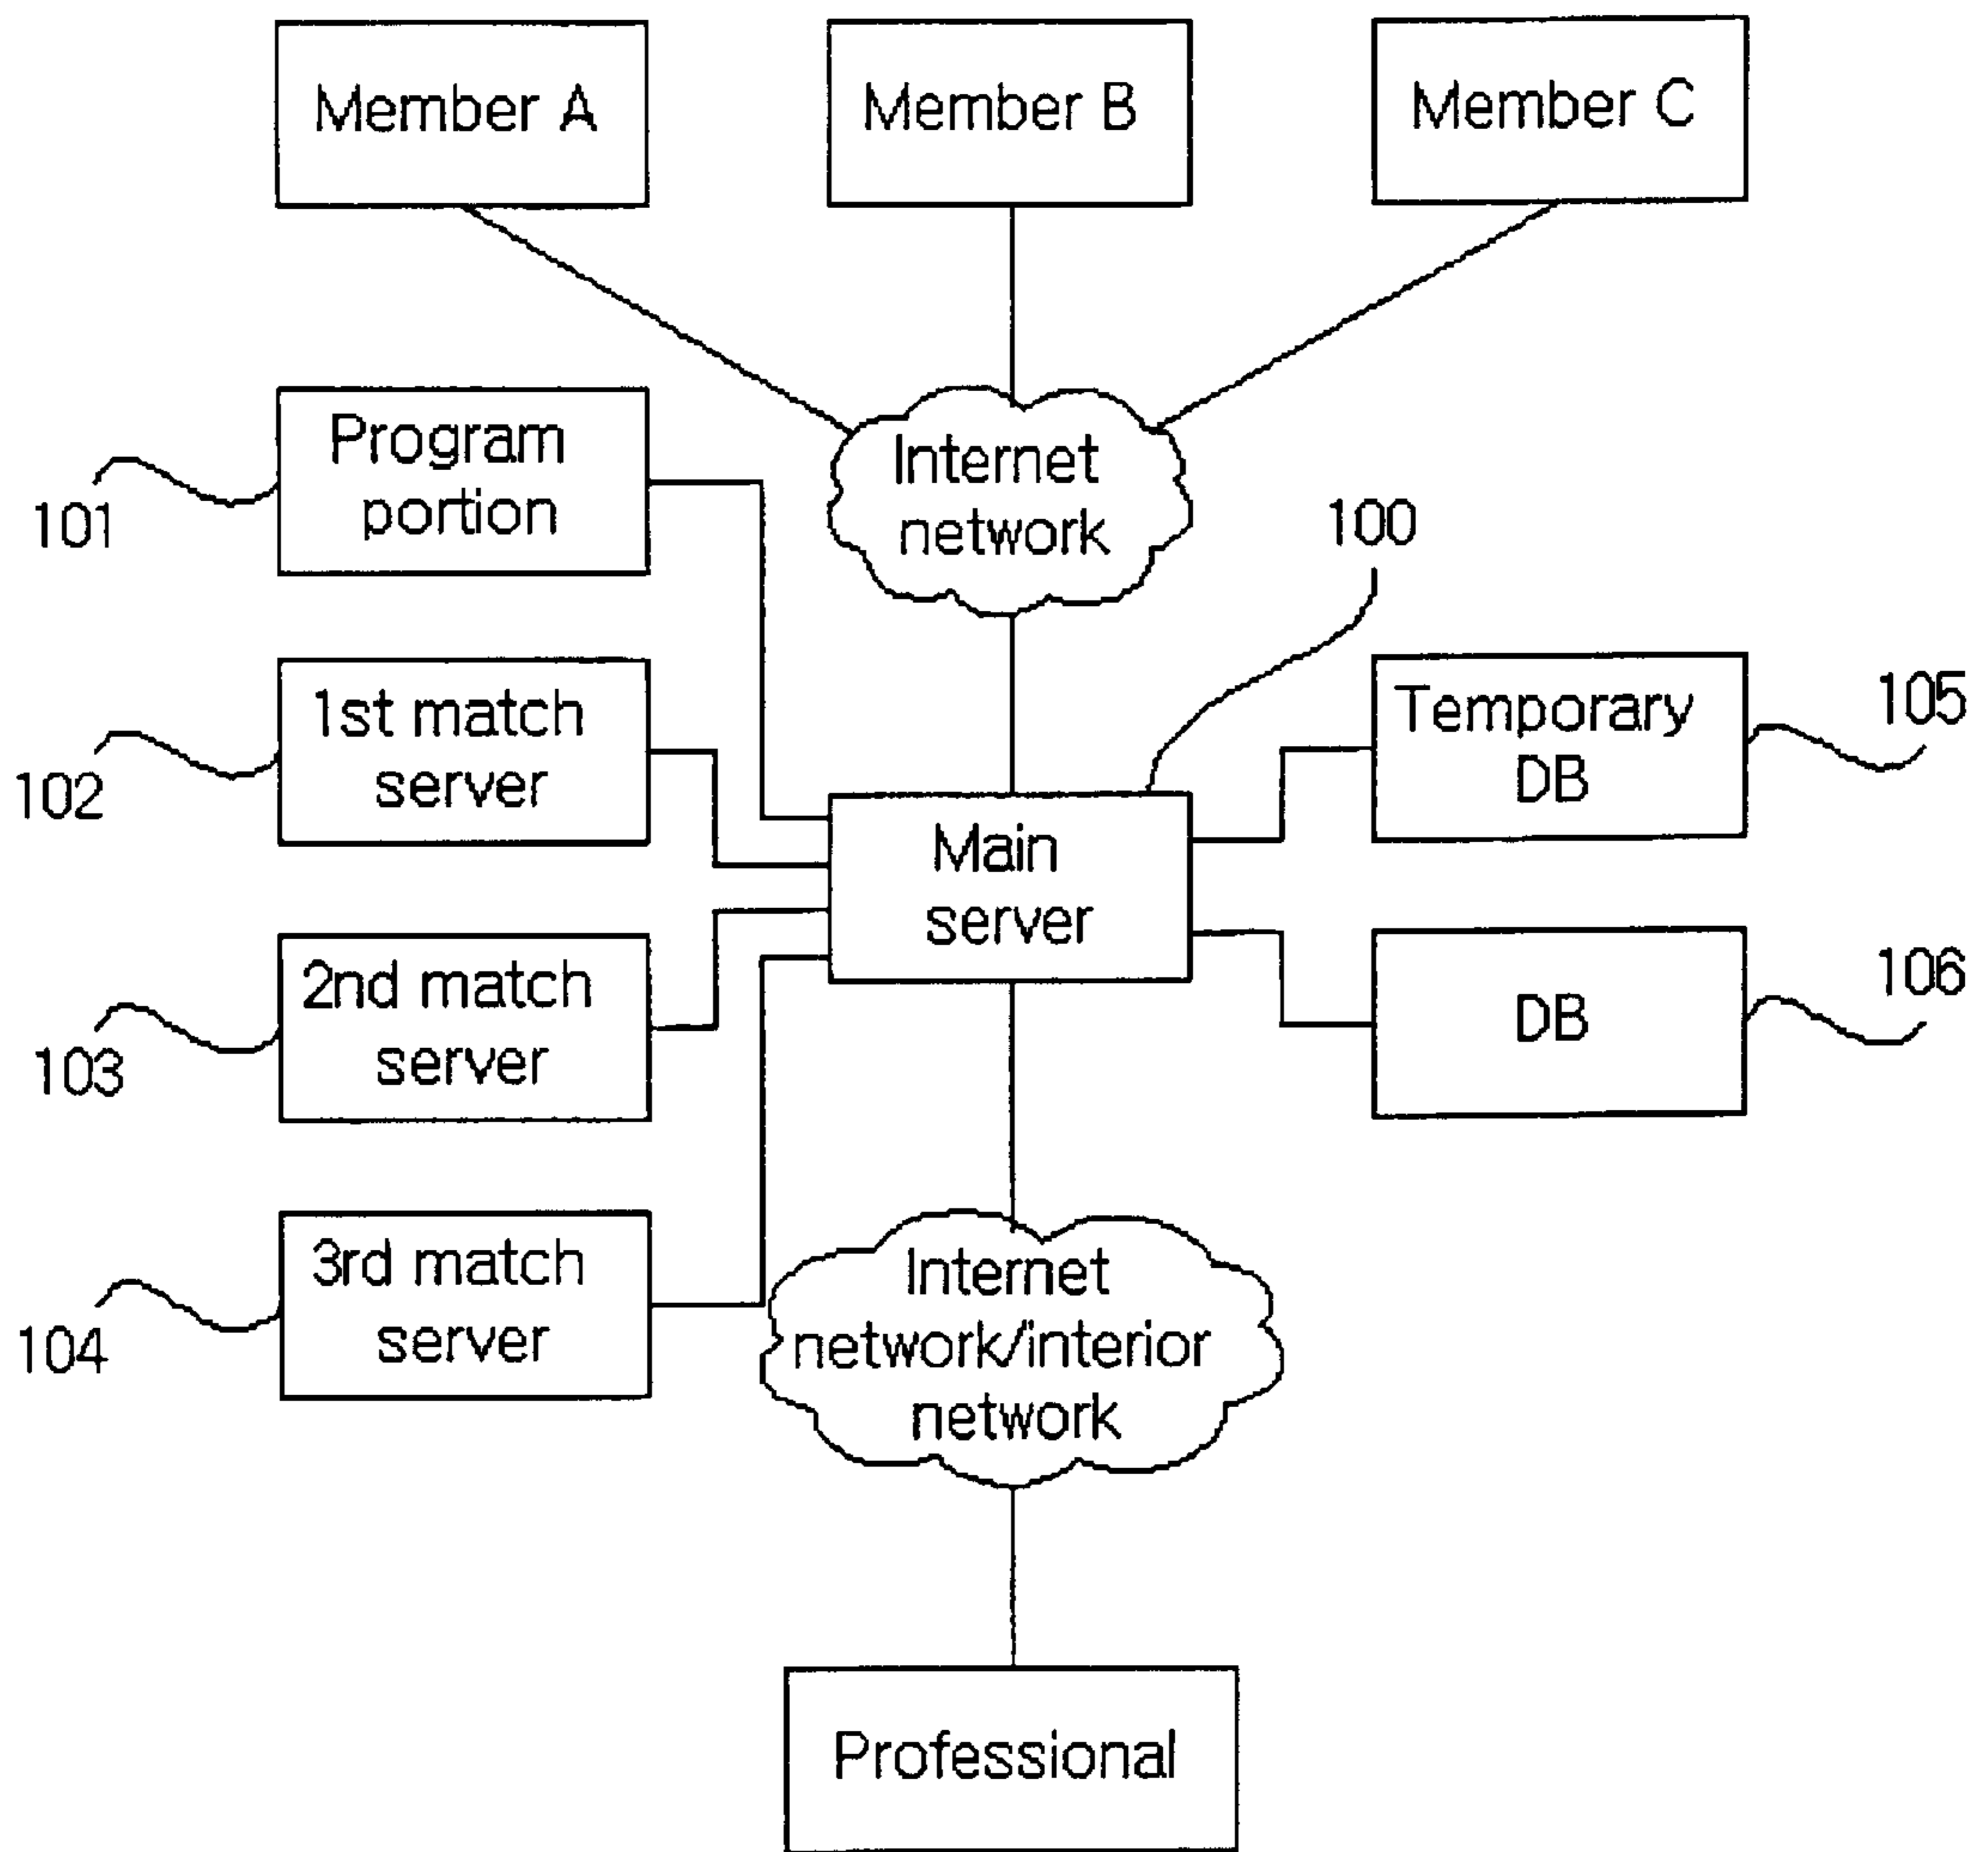 Member A
Member B
Member C
Program
portion
101
Internet
network
100
1st match
server
102
Temporary
DB
105
Main
server
2nd match
server
103
DB
106
3rd match
server
104
Internet
network/interior
network
Professional